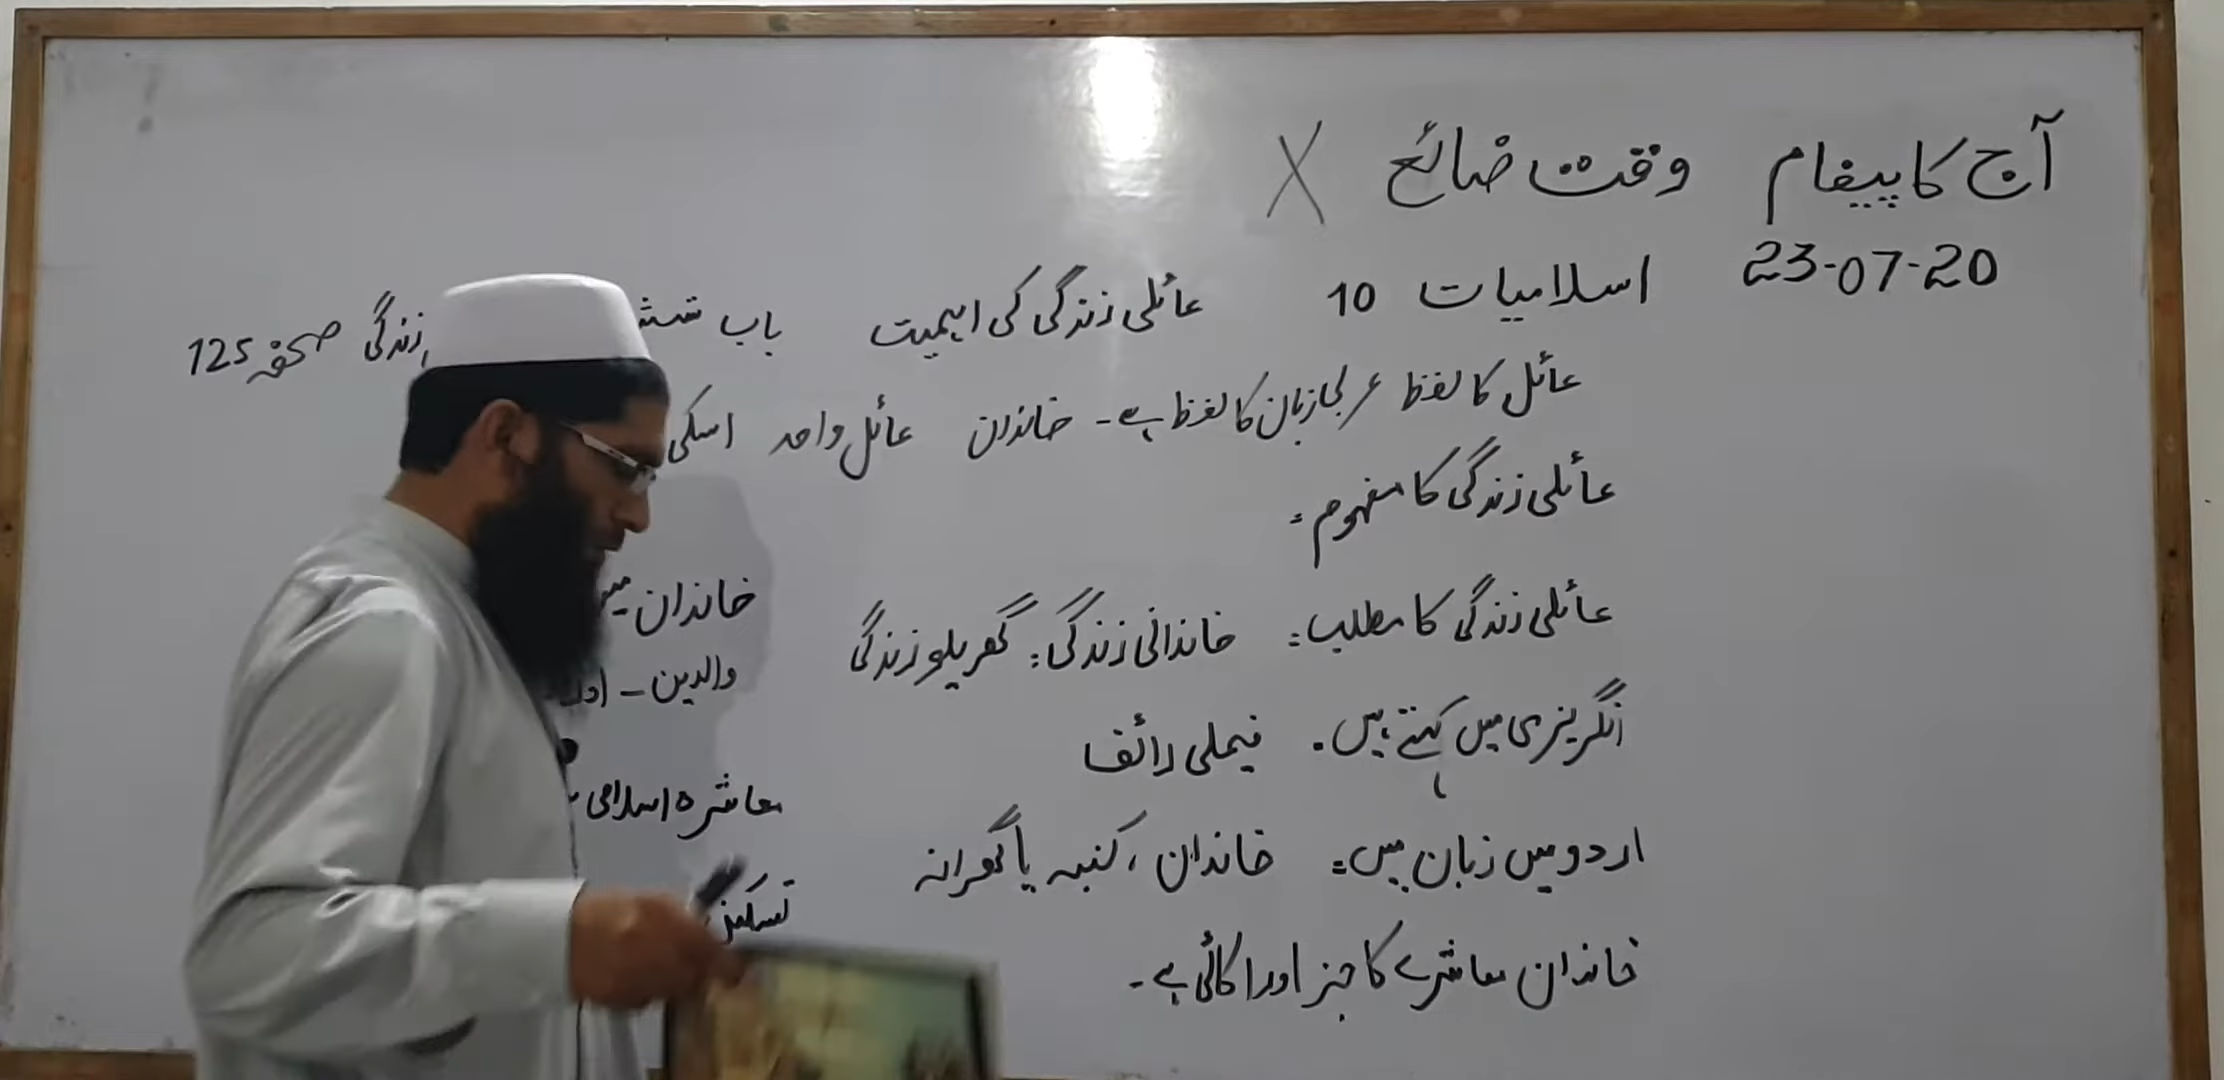 آج کا پیغام وقت ضائع X
23-07-20 اسلامیات 10 عائلی زندگی کی اہمیت باب زندگی صفحہ 125
عائل کا لفظ عربی زبان کا لفظ ہے۔ خاندان عائل واحد اسکی
عائلی زندگی کا مفہوم =
عائلی زندگی کا مطلب = خاندانی زندگی : گھریلو زندگی
انگریزی میں کہتے ہیں . فیملی لائف
اردو میں زبان میں = خاندان ، کنبہ یا گھرانہ
خاندان معاشرے کا جز اور اکائی ہے ۔
خاندان
والدین –
معاشرہ اسلامی